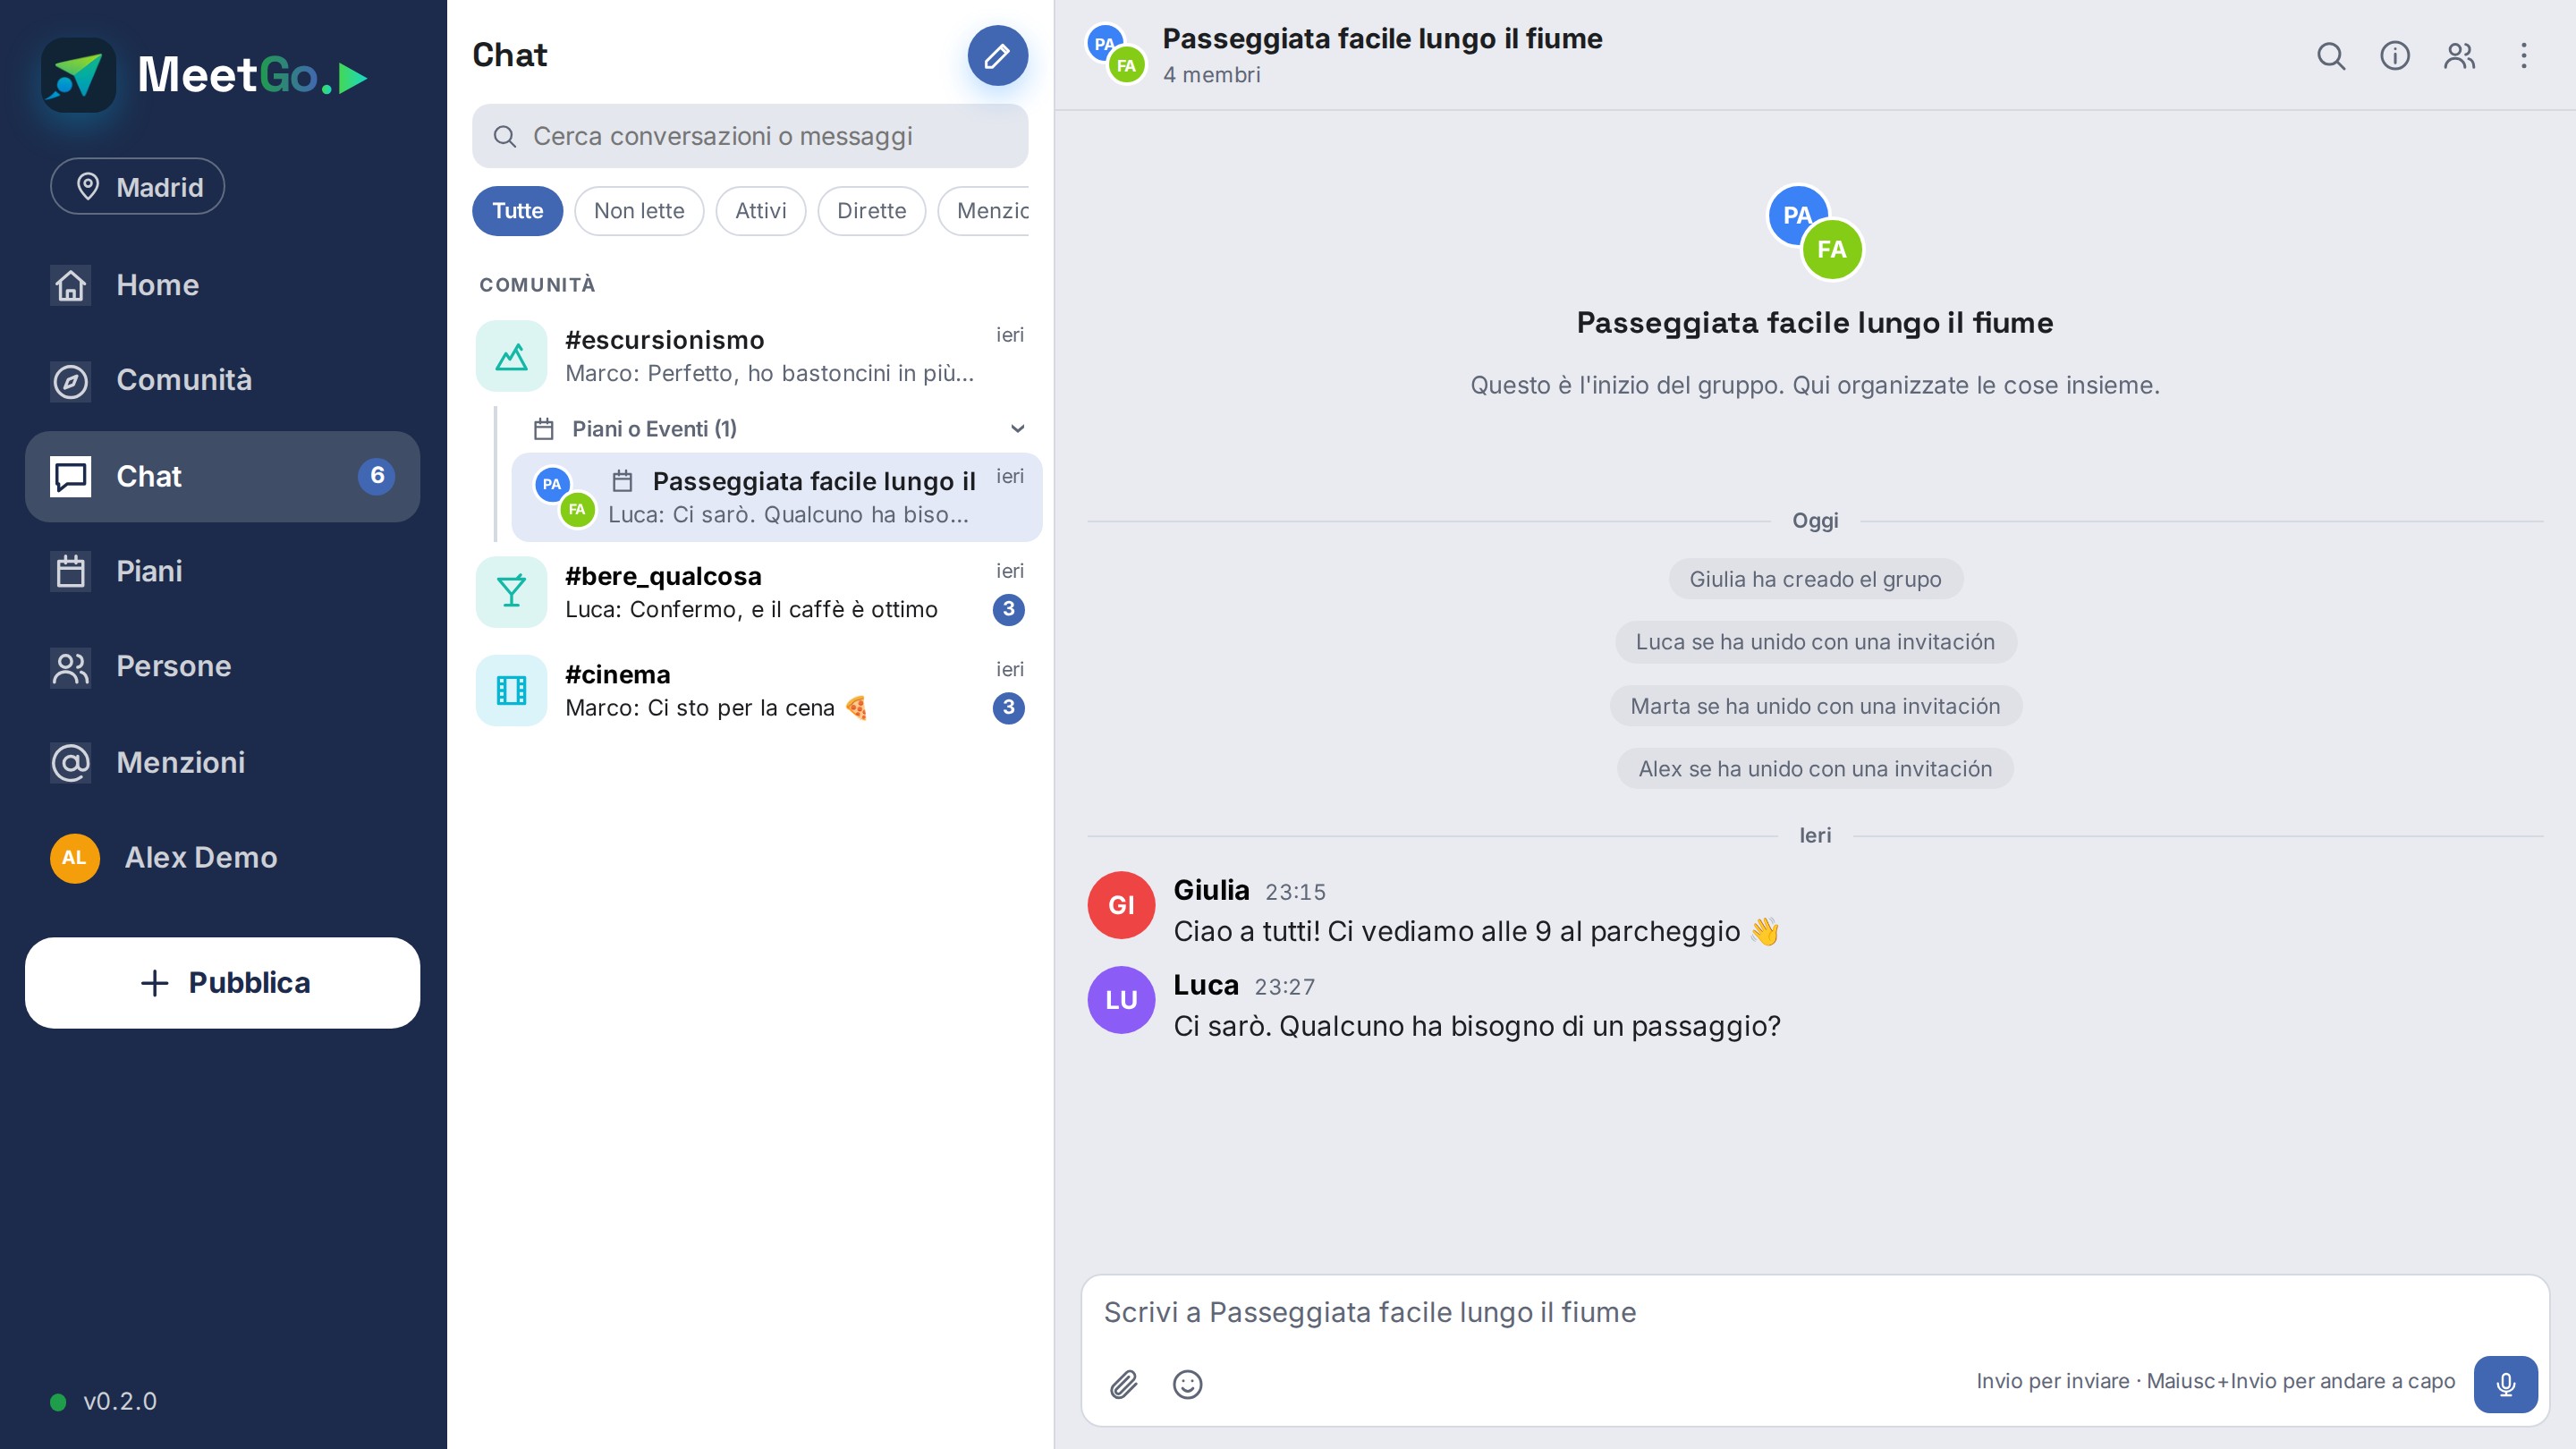 MeetGo.
Madrid
Home
Comunità
Chat
6
Piani
Persone
Menzioni
AL
Alex Demo
Pubblica
v0.2.0
Chat
Cerca conversazioni o messaggi
Tutte
Non lette
Attivi
Dirette
Menzio
COMUNITÀ
#escursionismo
ieri
Marco: Perfetto, ho bastoncini in più...
Piani o Eventi (1)
PA
FA
Passeggiata facile lungo il
ieri
Luca: Ci sarò. Qualcuno ha biso...
#bere_qualcosa
ieri
Luca: Confermo, e il caffè è ottimo
3
#cinema
ieri
Marco: Ci sto per la cena 🍕
3
PA
FA
Passeggiata facile lungo il fiume
4 membri
PA
FA
Passeggiata facile lungo il fiume
Questo è l'inizio del gruppo. Qui organizzate le cose insieme.
Oggi
Giulia ha creado el grupo
Luca se ha unido con una invitación
Marta se ha unido con una invitación
Alex se ha unido con una invitación
Ieri
GI
Giulia 23:15
Ciao a tutti! Ci vediamo alle 9 al parcheggio 👋
LU
Luca 23:27
Ci sarò. Qualcuno ha bisogno di un passaggio?
Scrivi a Passeggiata facile lungo il fiume
Invio per inviare · Maiusc+Invio per andare a capo